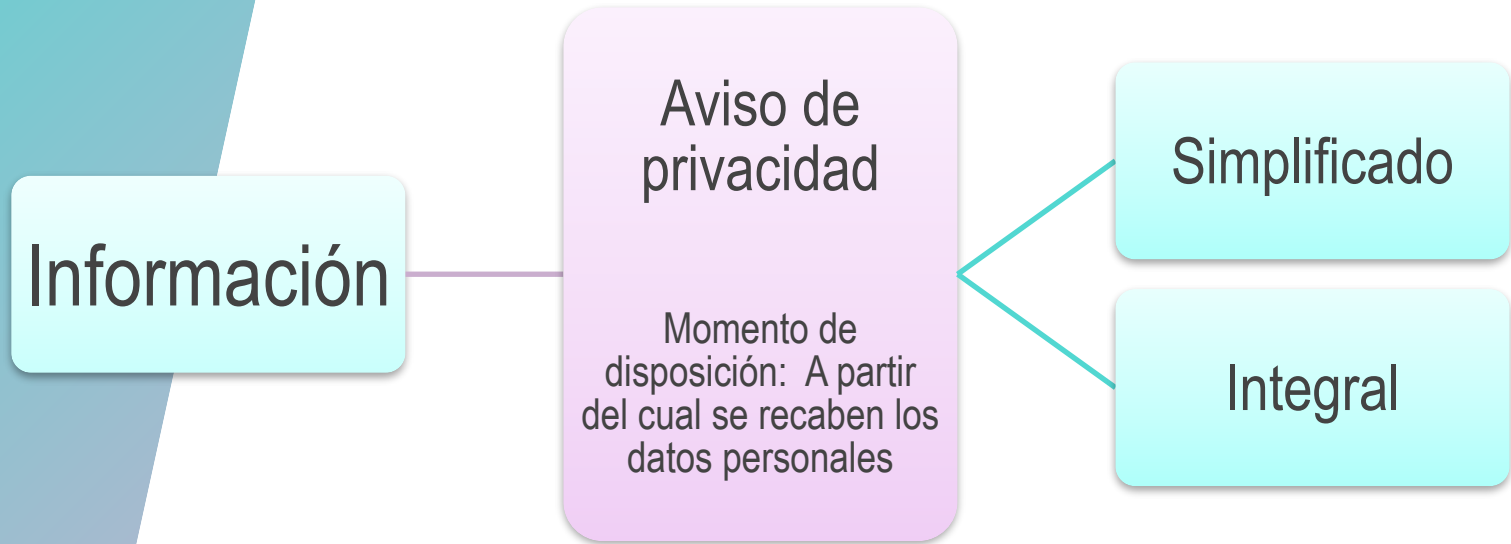 Información
Aviso de
privacidad
Momento de
disposición: A partir
del cual se recaben los
datos personales
Simplificado
Integral